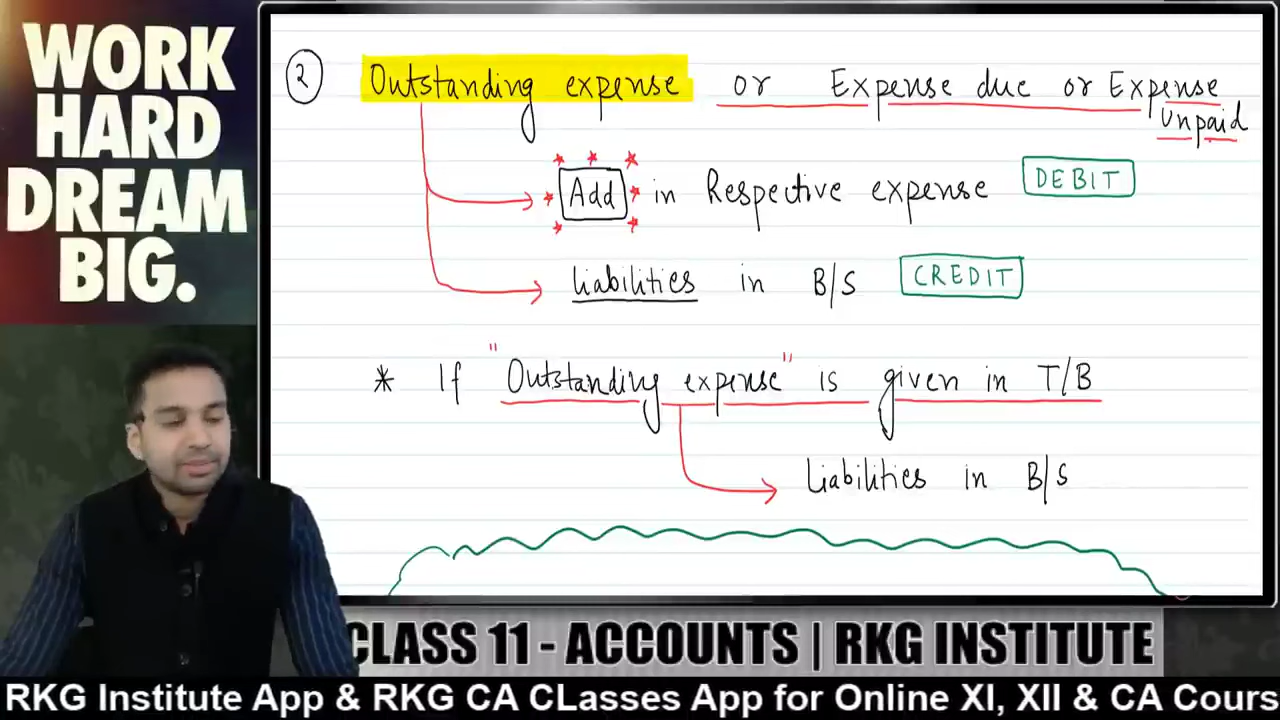 WORK
HARD
DREAM
BIG.
2 Outstanding expense or Expense due or Expense
Unpaid
Add in Respective expense DEBIT
Liabilities in B/S CREDIT
* If "Outstanding expense" is given in T/B
Liabilities in B/S
CLASS 11 - ACCOUNTS | RKG INSTITUTE
RKG Institute App & RKG CA CLasses App for Online XI, XII & CA Cours